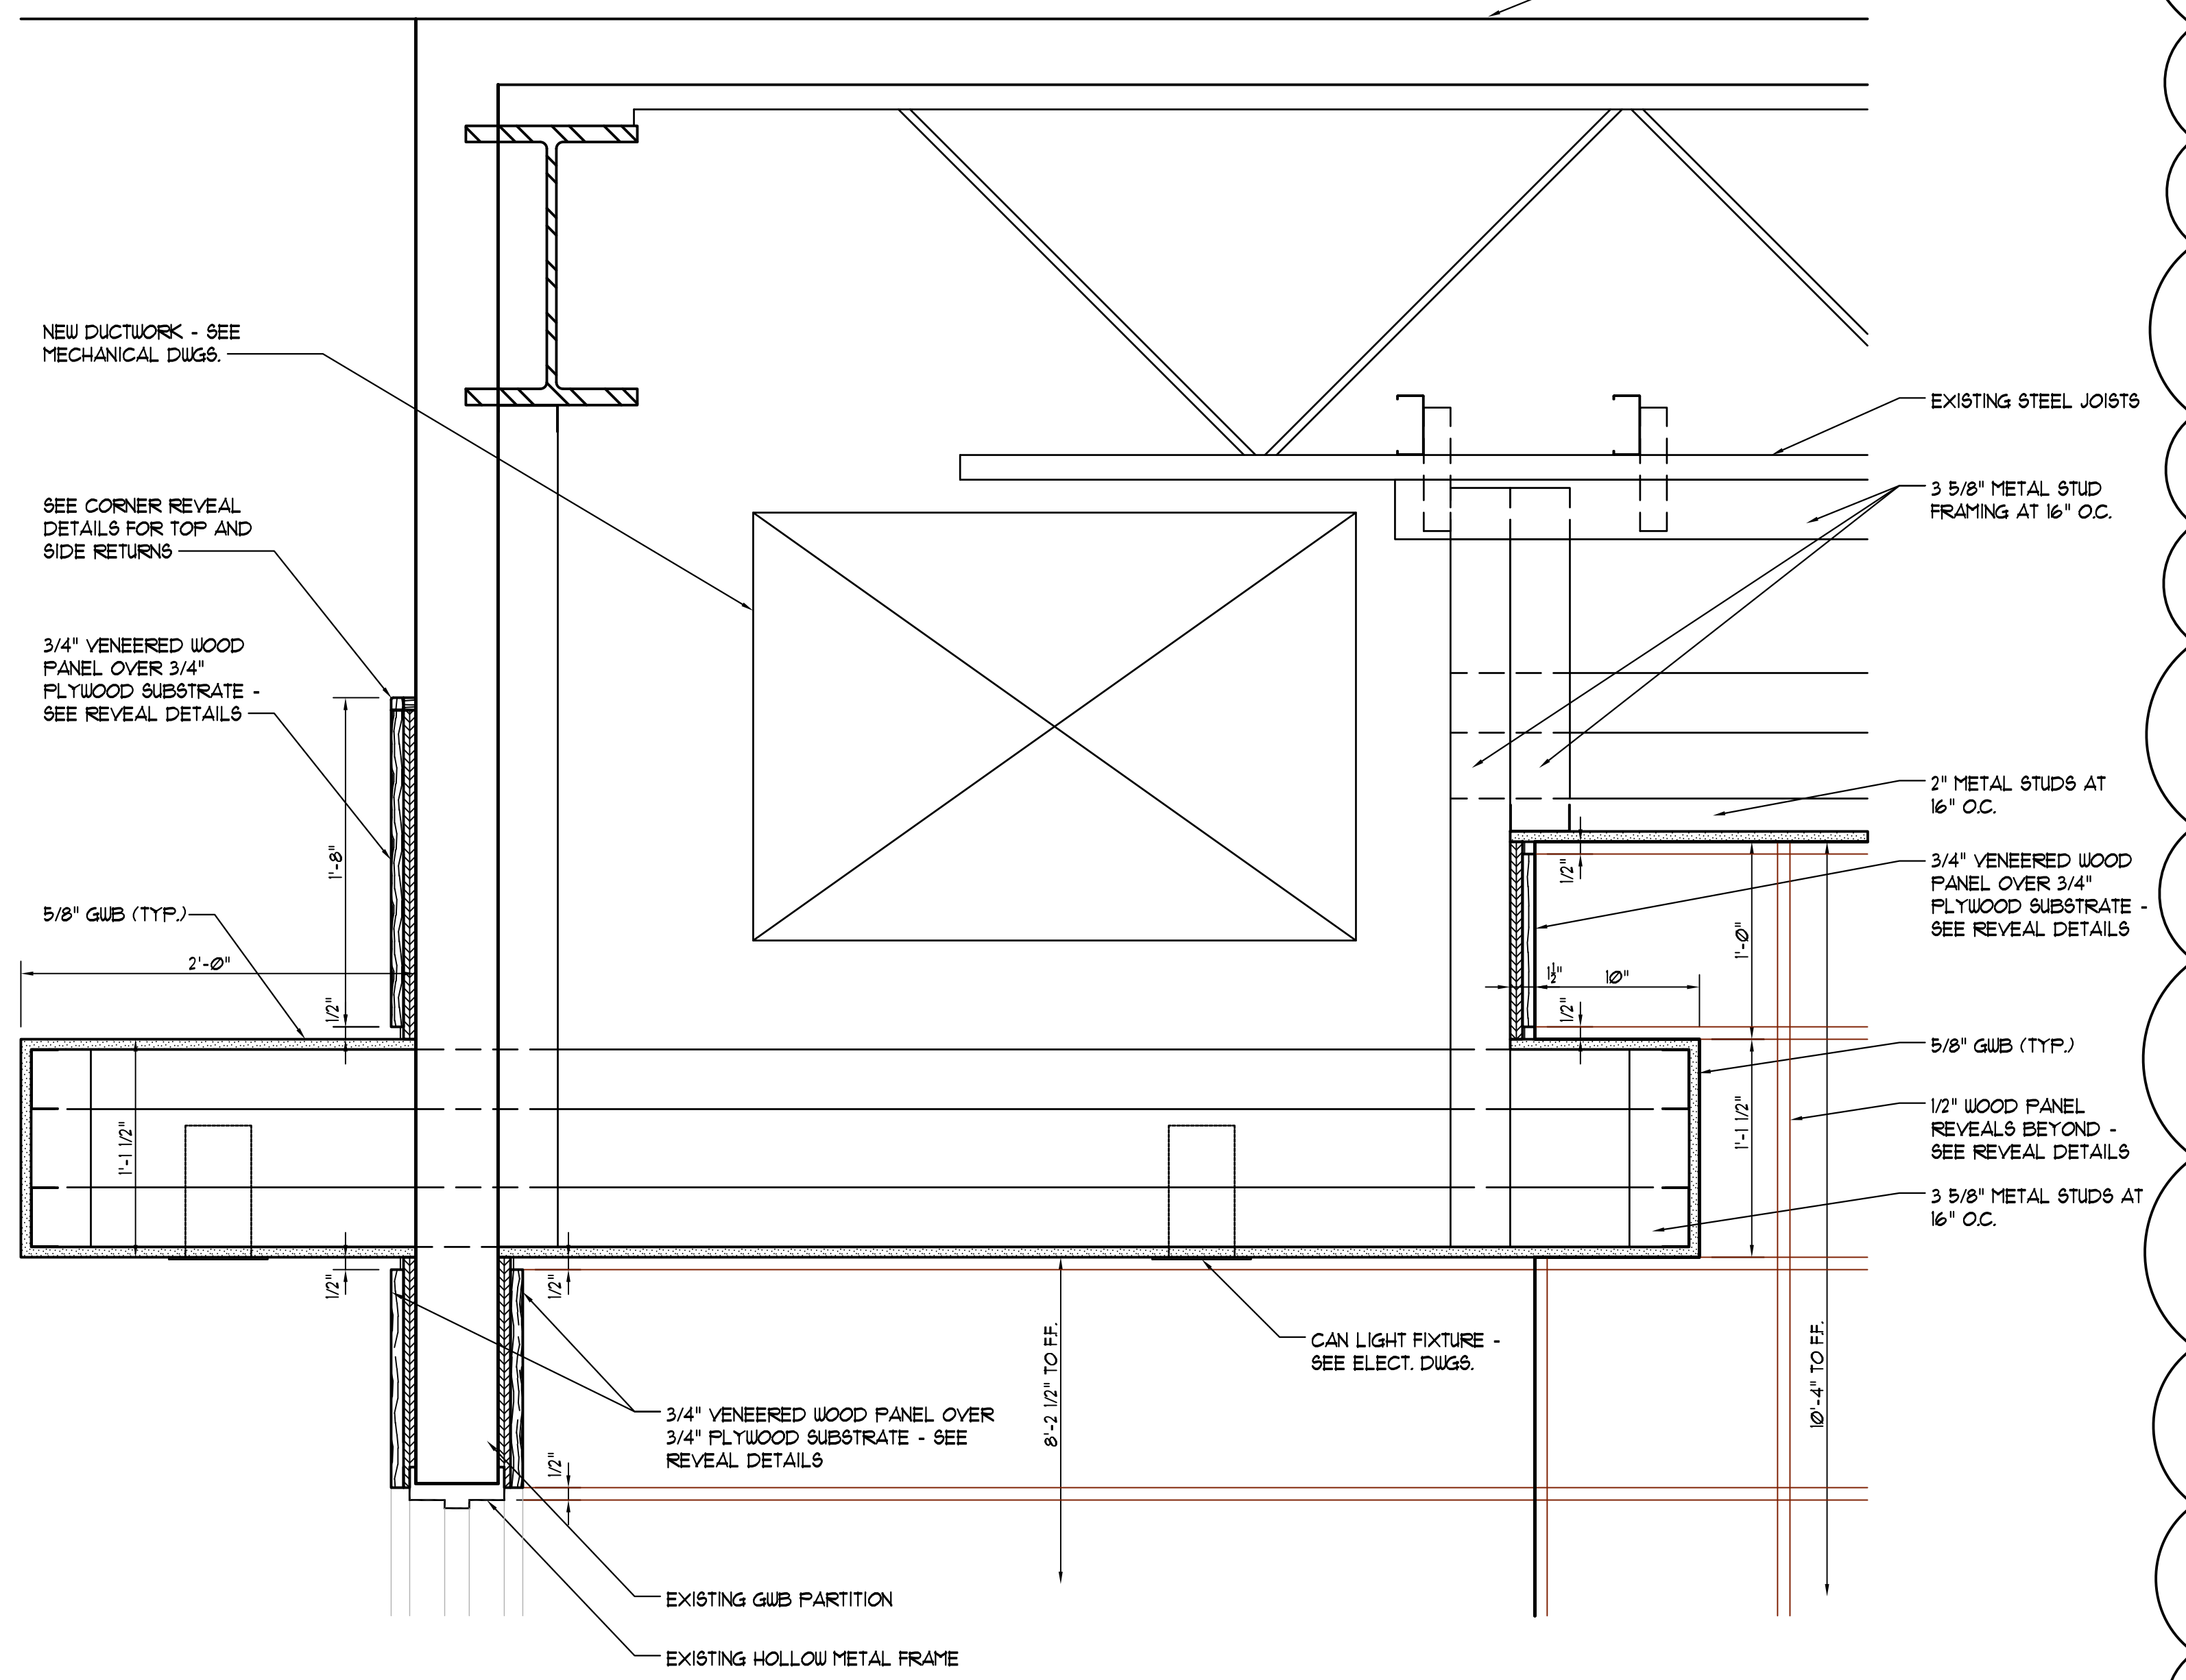 NEW DUCTWORK - SEE
MECHANICAL DWGS.
SEE CORNER REVEAL
DETAILS FOR TOP AND
SIDE RETURNS
3/4" VENEERED WOOD
PANEL OVER 3/4"
PLYWOOD SUBSTRATE -
SEE REVEAL DETAILS
1'-8"
5/8" GWB (TYP.)
2'-0"
1/2"
1'-1 1/2"
1/2"
1/2"
1/2"
3/4" VENEERED WOOD PANEL OVER
3/4" PLYWOOD SUBSTRATE - SEE
REVEAL DETAILS
EXISTING GWB PARTITION
EXISTING HOLLOW METAL FRAME
8'-2 1/2" TO F.F.
CAN LIGHT FIXTURE -
SEE ELECT. DWGS.
1/2"
1 1/2"
10"
1/2"
1'-0"
1'-1 1/2"
10'-4" TO F.F.
EXISTING STEEL JOISTS
3 5/8" METAL STUD
FRAMING AT 16" O.C.
2" METAL STUDS AT
16" O.C.
3/4" VENEERED WOOD
PANEL OVER 3/4"
PLYWOOD SUBSTRATE -
SEE REVEAL DETAILS
5/8" GWB (TYP.)
1/2" WOOD PANEL
REVEALS BEYOND -
SEE REVEAL DETAILS
3 5/8" METAL STUDS AT
16" O.C.